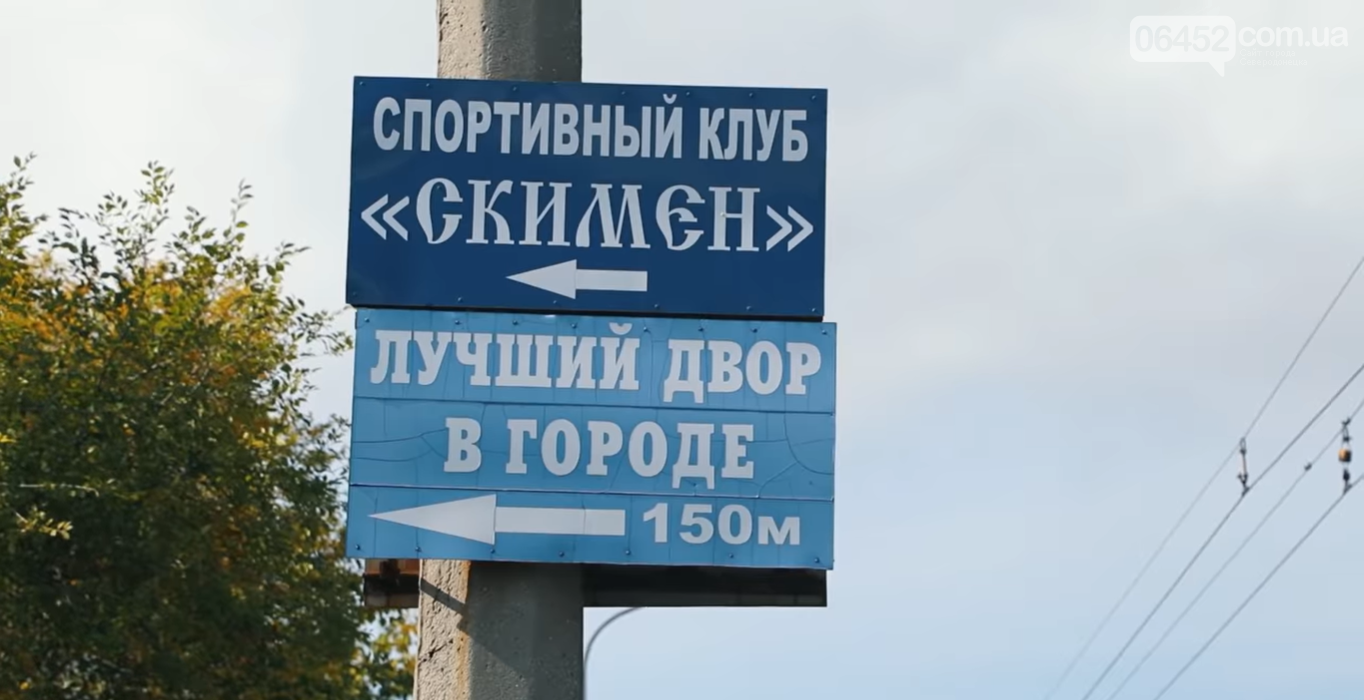 06452.com.ua
СПОРТИВНЫЙ КЛУБ
«СКИМЕН»
ЛУЧШИЙ ДВОР
В ГОРОДЕ
150м